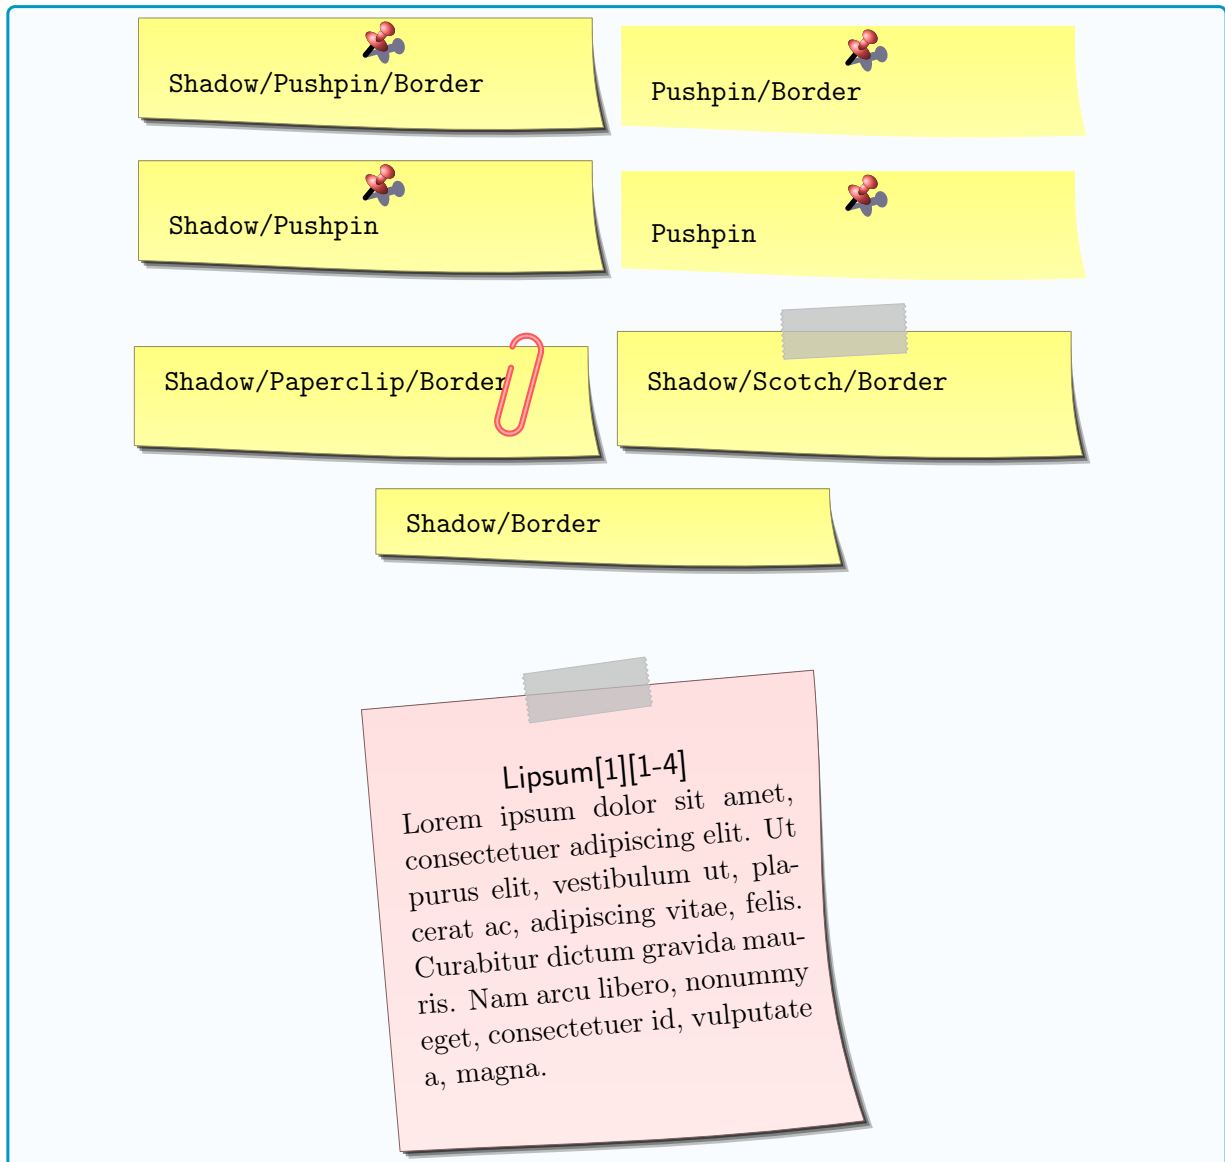 Shadow/Pushpin/Border
Pushpin/Border
Shadow/Pushpin
Pushpin
Shadow/Paperclip/Border
Shadow/Scotch/Border
Shadow/Border
Lipsum[1][1-4]
Lorem ipsum dolor sit amet,
consectetuer adipiscing elit. Ut
purus elit, vestibulum ut, pla-
cerat ac, adipiscing vitae, felis.
Curabitur dictum gravida mau-
ris. Nam arcu libero, nonummy
eget, consectetuer id, vulputate
a, magna.